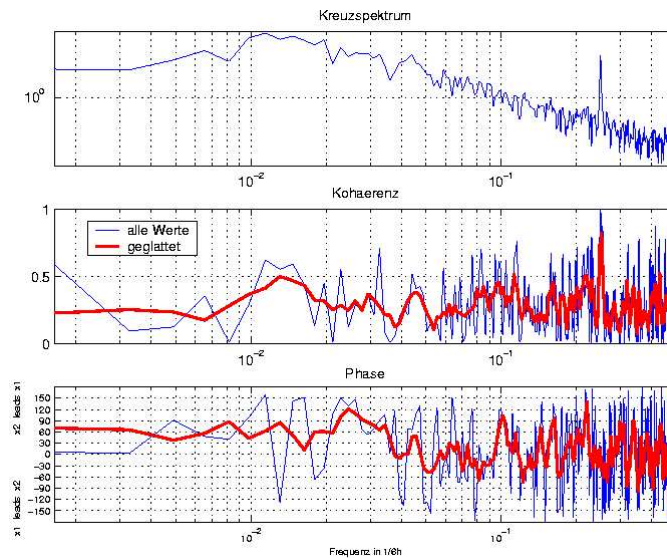 Kreuzspektrum
10⁰
10⁻² 10⁻¹
Kohaerenz
1
0.5
0
alle Werte
geglattet
10⁻² 10⁻¹
Phase
x2 leads x1
x1 leads x2
150
120
90
60
30
0
−30
−60
−90
−120
−150
10⁻² 10⁻¹
Frequenz in 1/6h